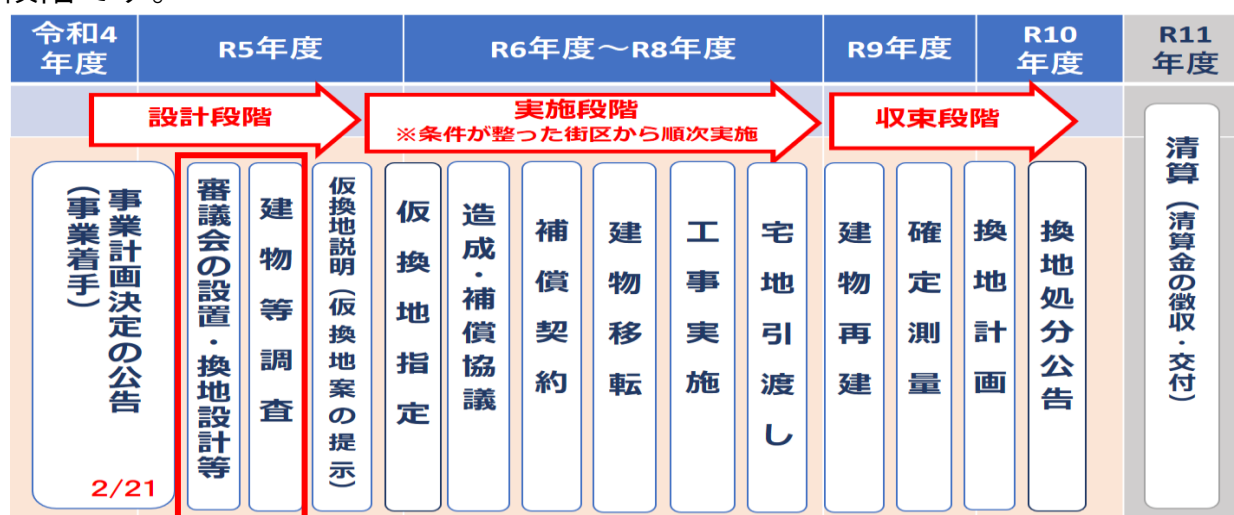 令和4
年度
R5年度
R6年度～R8年度
R9年度
R10
年度
R11
年度
設計段階
実施段階
※条件が整った街区から順次実施
収束段階
事業計画決定の公告
（事業着手）
2/21
審議会の設置・換地設計等
建物等調査
仮換地説明（仮換地案の提示）
仮換地指定
造成・補償協議
補償契約
建物移転
工事実施
宅地引渡し
建物再建
確定測量
換地計画
換地処分公告
清算（清算金の徴収・交付）